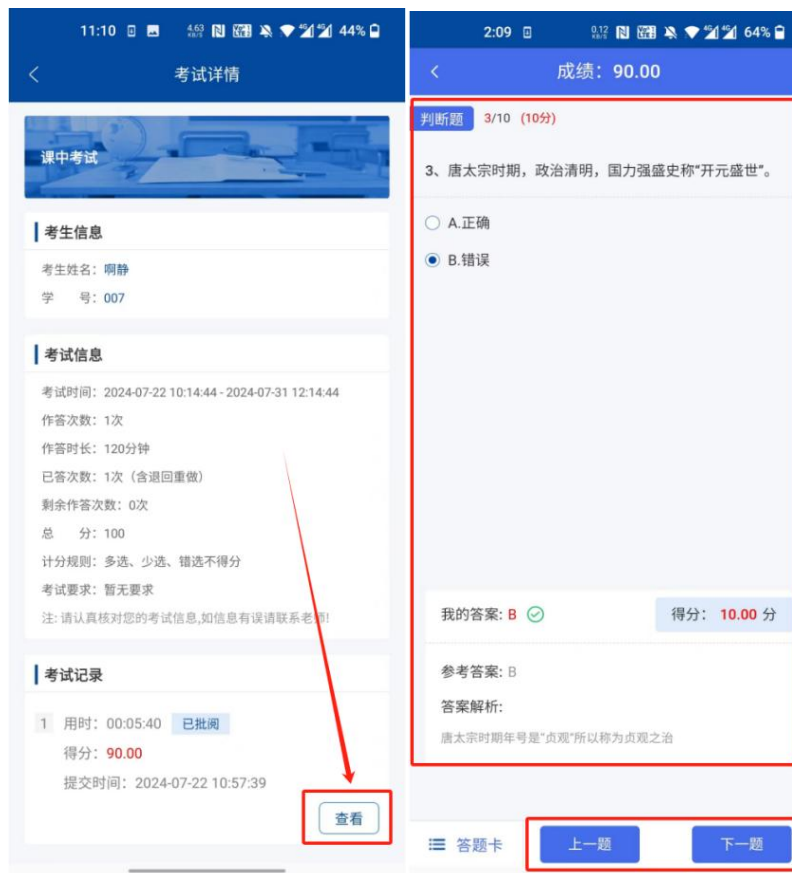 11:10 4.63 KB/S 44%
考试详情
课中考试
考生信息
考生姓名：啊静
学 号：007
考试信息
考试时间：2024-07-22 10:14:44 - 2024-07-31 12:14:44
作答次数：1次
作答时长：120分钟
已答次数：1次（含退回重做）
剩余作答次数：0次
总 分：100
计分规则：多选、少选、错选不得分
考试要求：暂无要求
注: 请认真核对您的考试信息,如信息有误请联系老师!
考试记录
1 用时：00:05:40 已批阅
得分：90.00
提交时间：2024-07-22 10:57:39
查看
2:09 0.12 KB/S 64%
成绩：90.00
判断题 3/10 (10分)
3、唐太宗时期，政治清明，国力强盛史称“开元盛世”。
A.正确
B.错误
我的答案: B 得分： 10.00 分
参考答案: B
答案解析:
唐太宗时期年号是“贞观”所以称为贞观之治
答题卡 上一题 下一题